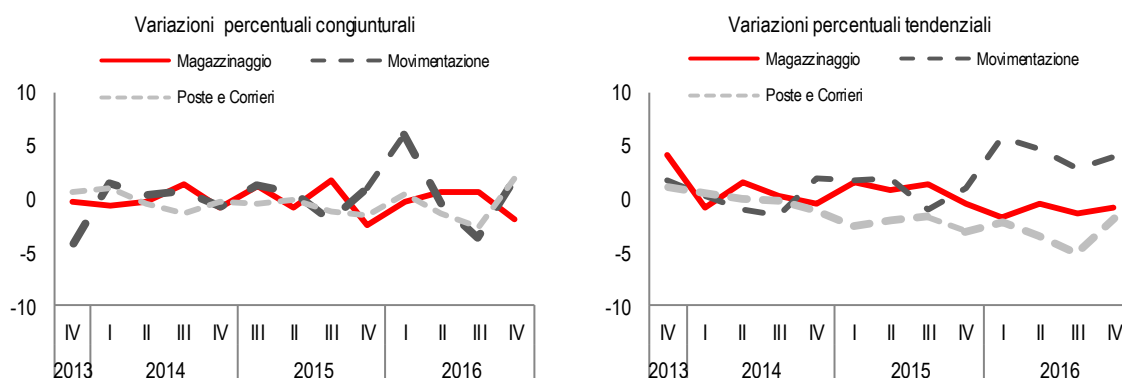 Variazioni percentuali congiunturali
Magazzinaggio
Movimentazione
Poste e Corrieri
10
5
0
-5
-10
IV I II III IV III II III IV I II III IV
2013 2014 2015 2016
Variazioni percentuali tendenziali
Magazzinaggio
Movimentazione
Poste e Corrieri
10
5
0
-5
-10
IV I II III IV I II III IV I II III IV
2013 2014 2015 2016